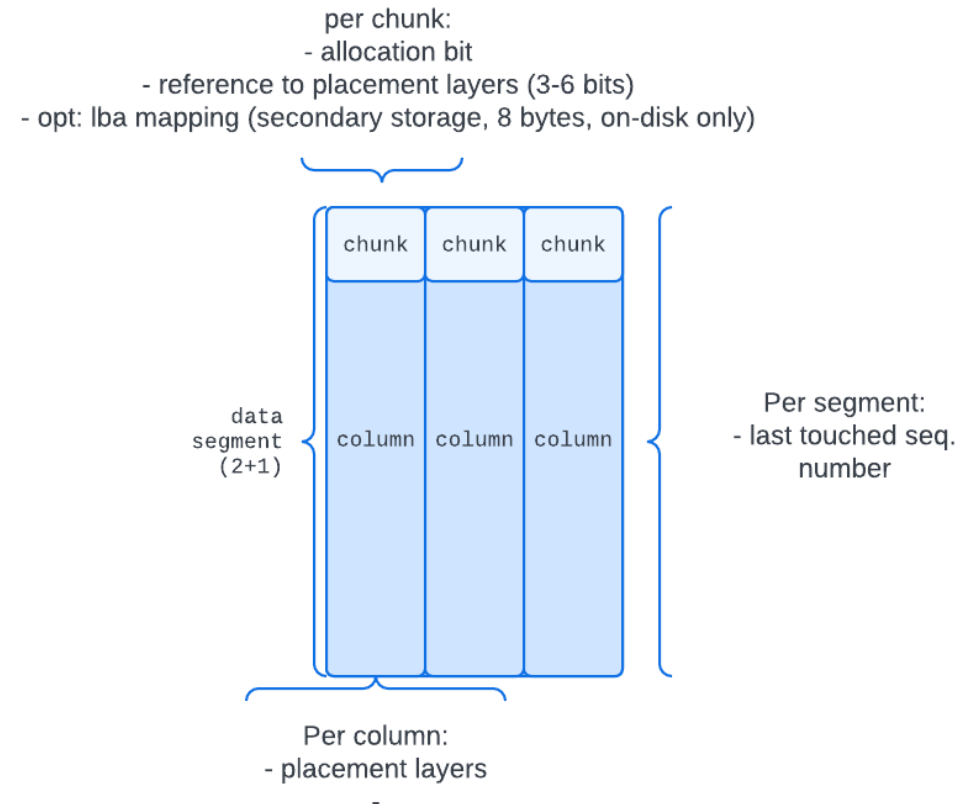 per chunk:
- allocation bit
- reference to placement layers (3-6 bits)
- opt: lba mapping (secondary storage, 8 bytes, on-disk only)
chunk chunk chunk
data
segment
(2+1)
column column column
Per segment:
- last touched seq.
number
Per column:
- placement layers
-